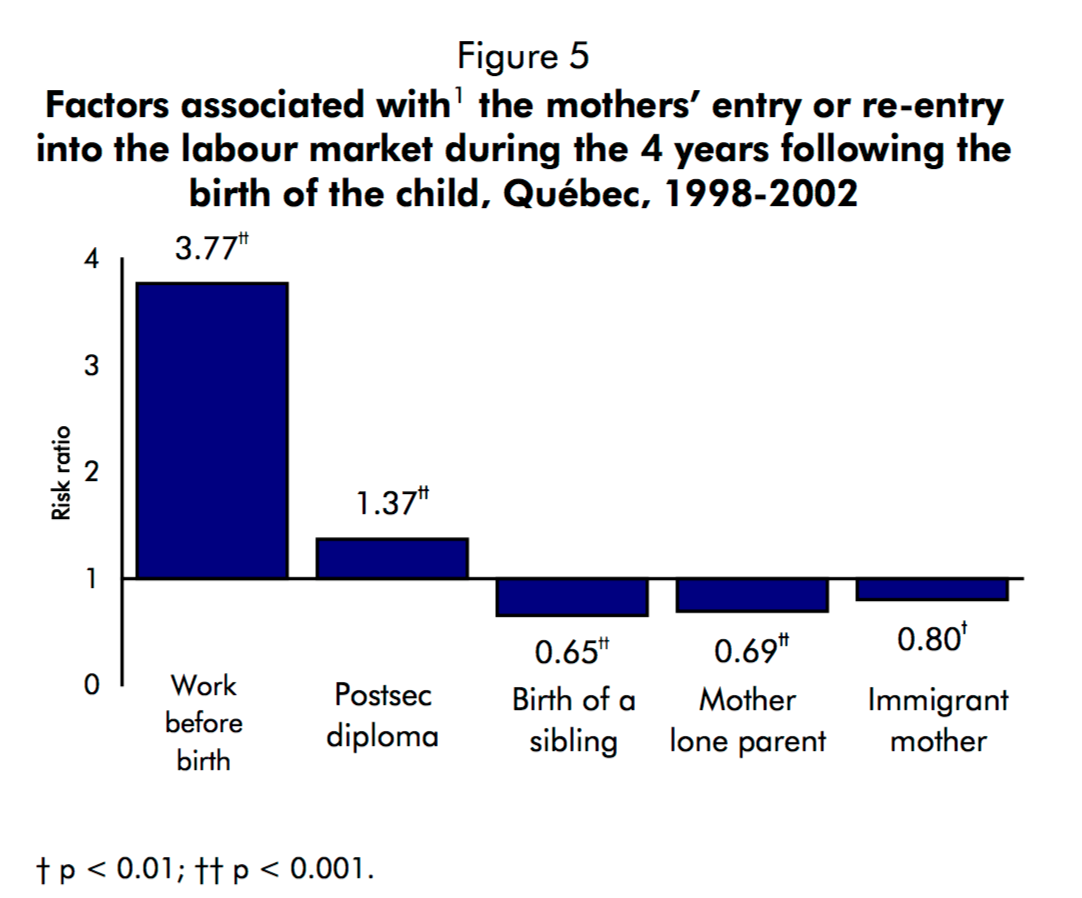 Figure 5
Factors associated with¹ the mothers’ entry or re-entry
into the labour market during the 4 years following the
birth of the child, Québec, 1998-2002
4
3
2
1
0
Risk ratio
3.77††
1.37††
0.65††
0.69††
0.80†
Work
before
birth
Postsec
diploma
Birth of a
sibling
Mother
lone parent
Immigrant
mother
† p < 0.01; †† p < 0.001.